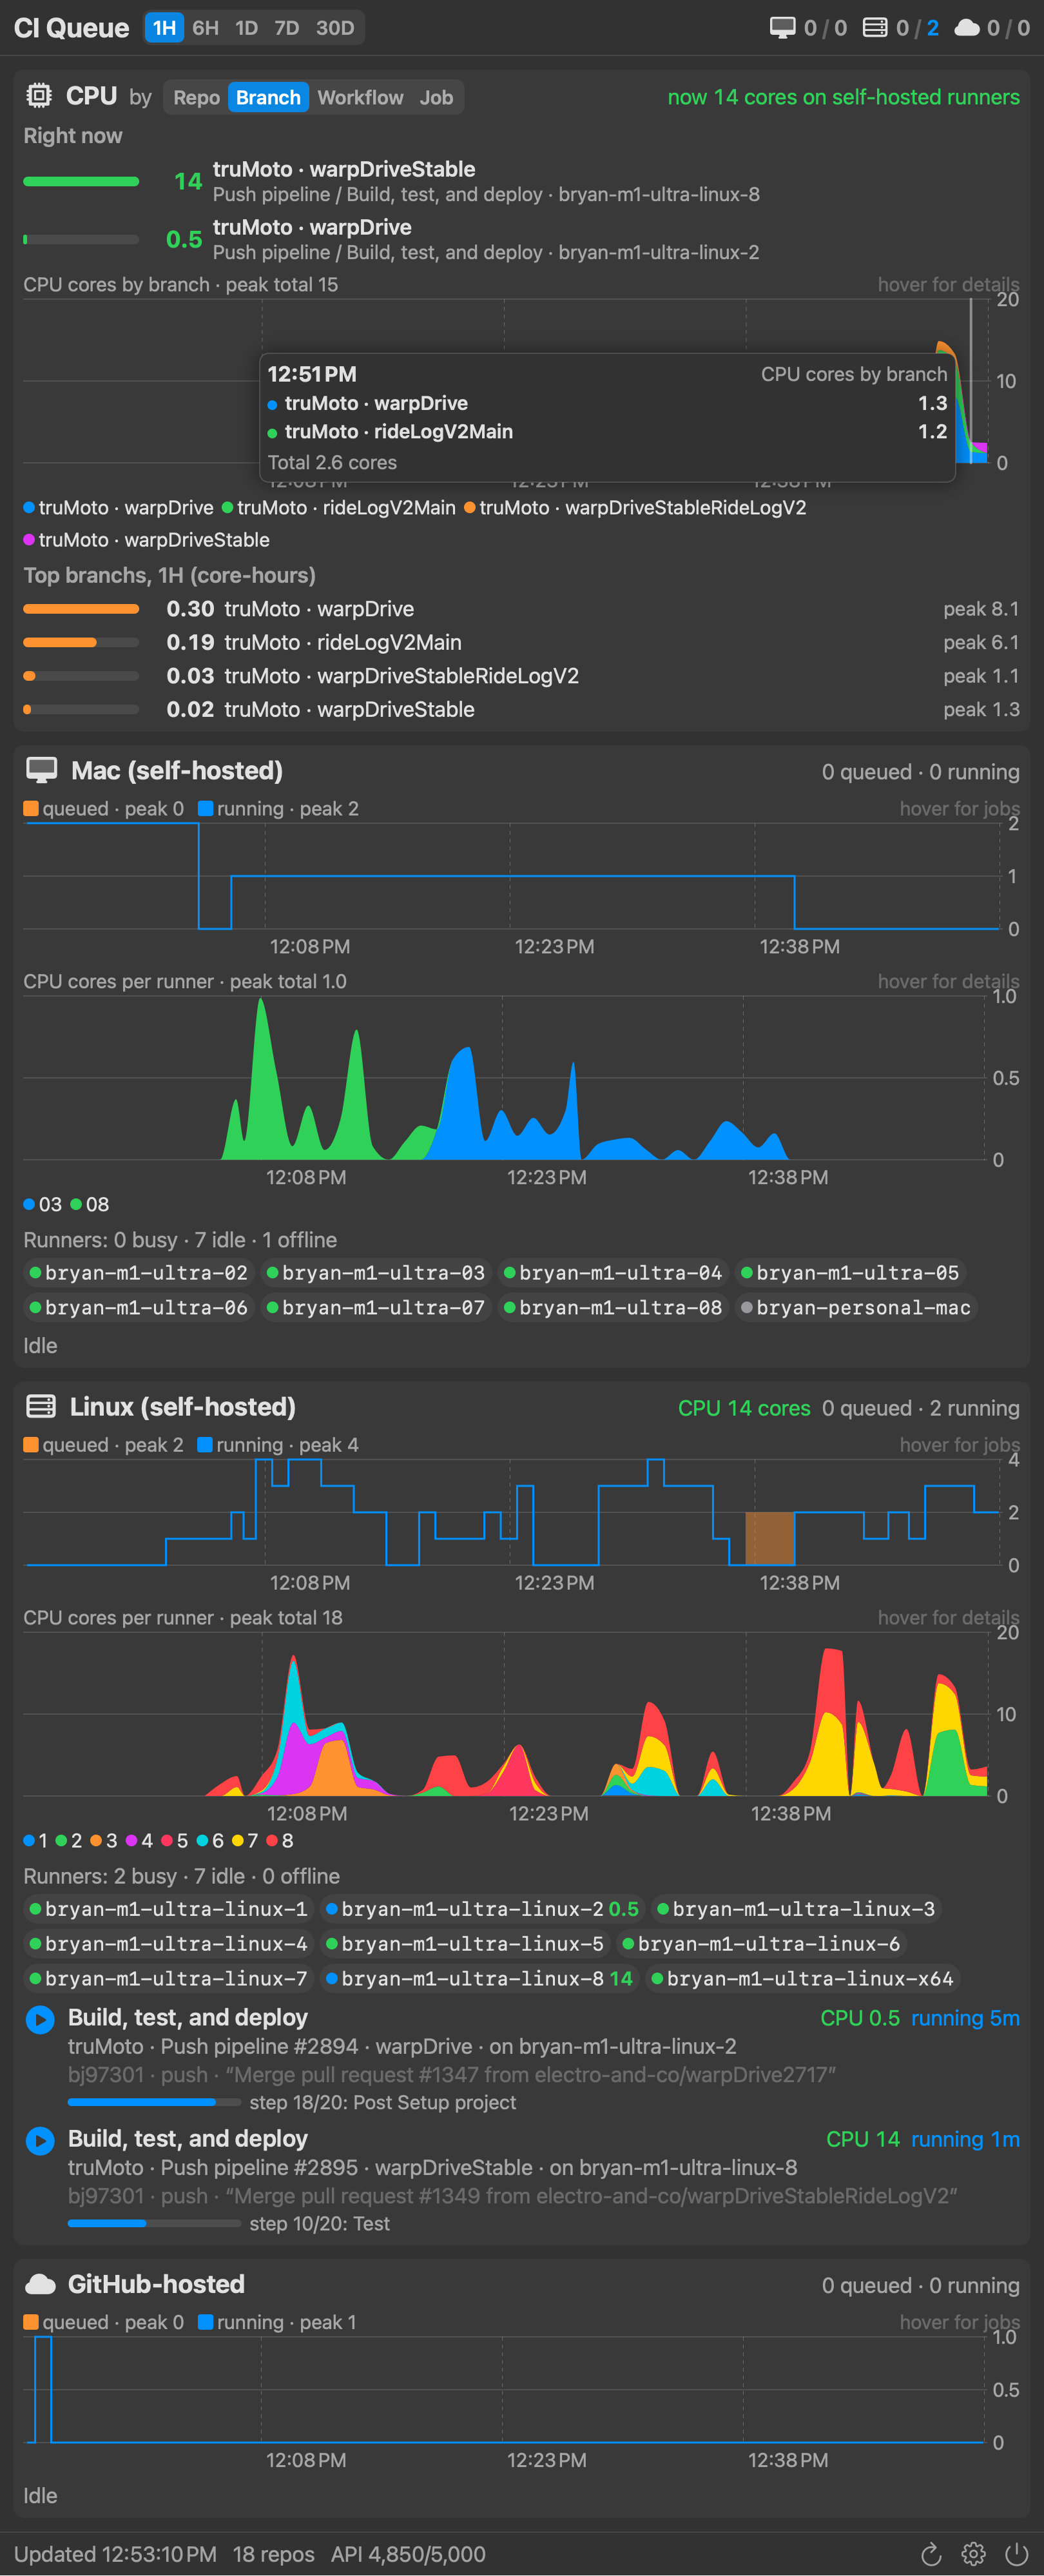 CI Queue 1H 6H 1D 7D 30D 0 / 0 0 / 2 0 / 0
CPU by Repo Branch Workflow Job now 14 cores on self-hosted runners
Right now
14 truMoto · warpDriveStable
Push pipeline / Build, test, and deploy · bryan-m1-ultra-linux-8
0.5 truMoto · warpDrive
Push pipeline / Build, test, and deploy · bryan-m1-ultra-linux-2
CPU cores by branch · peak total 15 hover for details
20
12:51 PM CPU cores by branch
10
truMoto · warpDrive 1.3
truMoto · rideLogV2Main 1.2
Total 2.6 cores
0
12:08 PM 12:23 PM 12:38 PM
truMoto · warpDrive truMoto · rideLogV2Main truMoto · warpDriveStableRideLogV2
truMoto · warpDriveStable
Top branchs, 1H (core-hours)
0.30 truMoto · warpDrive peak 8.1
0.19 truMoto · rideLogV2Main peak 6.1
0.03 truMoto · warpDriveStableRideLogV2 peak 1.1
0.02 truMoto · warpDriveStable peak 1.3
Mac (self-hosted) 0 queued · 0 running
queued · peak 0 running · peak 2 hover for jobs
2
1
0
12:08 PM 12:23 PM 12:38 PM
CPU cores per runner · peak total 1.0 hover for details
1.0
0.5
0
12:08 PM 12:23 PM 12:38 PM
03 08
Runners: 0 busy · 7 idle · 1 offline
bryan-m1-ultra-02 bryan-m1-ultra-03 bryan-m1-ultra-04 bryan-m1-ultra-05
bryan-m1-ultra-06 bryan-m1-ultra-07 bryan-m1-ultra-08 bryan-personal-mac
Idle
Linux (self-hosted) CPU 14 cores 0 queued · 2 running
queued · peak 2 running · peak 4 hover for jobs
4
2
0
12:08 PM 12:23 PM 12:38 PM
CPU cores per runner · peak total 18 hover for details
20
10
0
12:08 PM 12:23 PM 12:38 PM
1 2 3 4 5 6 7 8
Runners: 2 busy · 7 idle · 0 offline
bryan-m1-ultra-linux-1 bryan-m1-ultra-linux-2 0.5 bryan-m1-ultra-linux-3
bryan-m1-ultra-linux-4 bryan-m1-ultra-linux-5 bryan-m1-ultra-linux-6
bryan-m1-ultra-linux-7 bryan-m1-ultra-linux-8 14 bryan-m1-ultra-linux-x64
Build, test, and deploy CPU 0.5 running 5m
truMoto · Push pipeline #2894 · warpDrive · on bryan-m1-ultra-linux-2
bj97301 · push · “Merge pull request #1347 from electro-and-co/warpDrive2717”
step 18/20: Post Setup project
Build, test, and deploy CPU 14 running 1m
truMoto · Push pipeline #2895 · warpDriveStable · on bryan-m1-ultra-linux-8
bj97301 · push · “Merge pull request #1349 from electro-and-co/warpDriveStableRideLogV2”
step 10/20: Test
GitHub-hosted 0 queued · 0 running
queued · peak 0 running · peak 1 hover for jobs
1.0
0.5
0
12:08 PM 12:23 PM 12:38 PM
Idle
Updated 12:53:10 PM 18 repos API 4,850/5,000